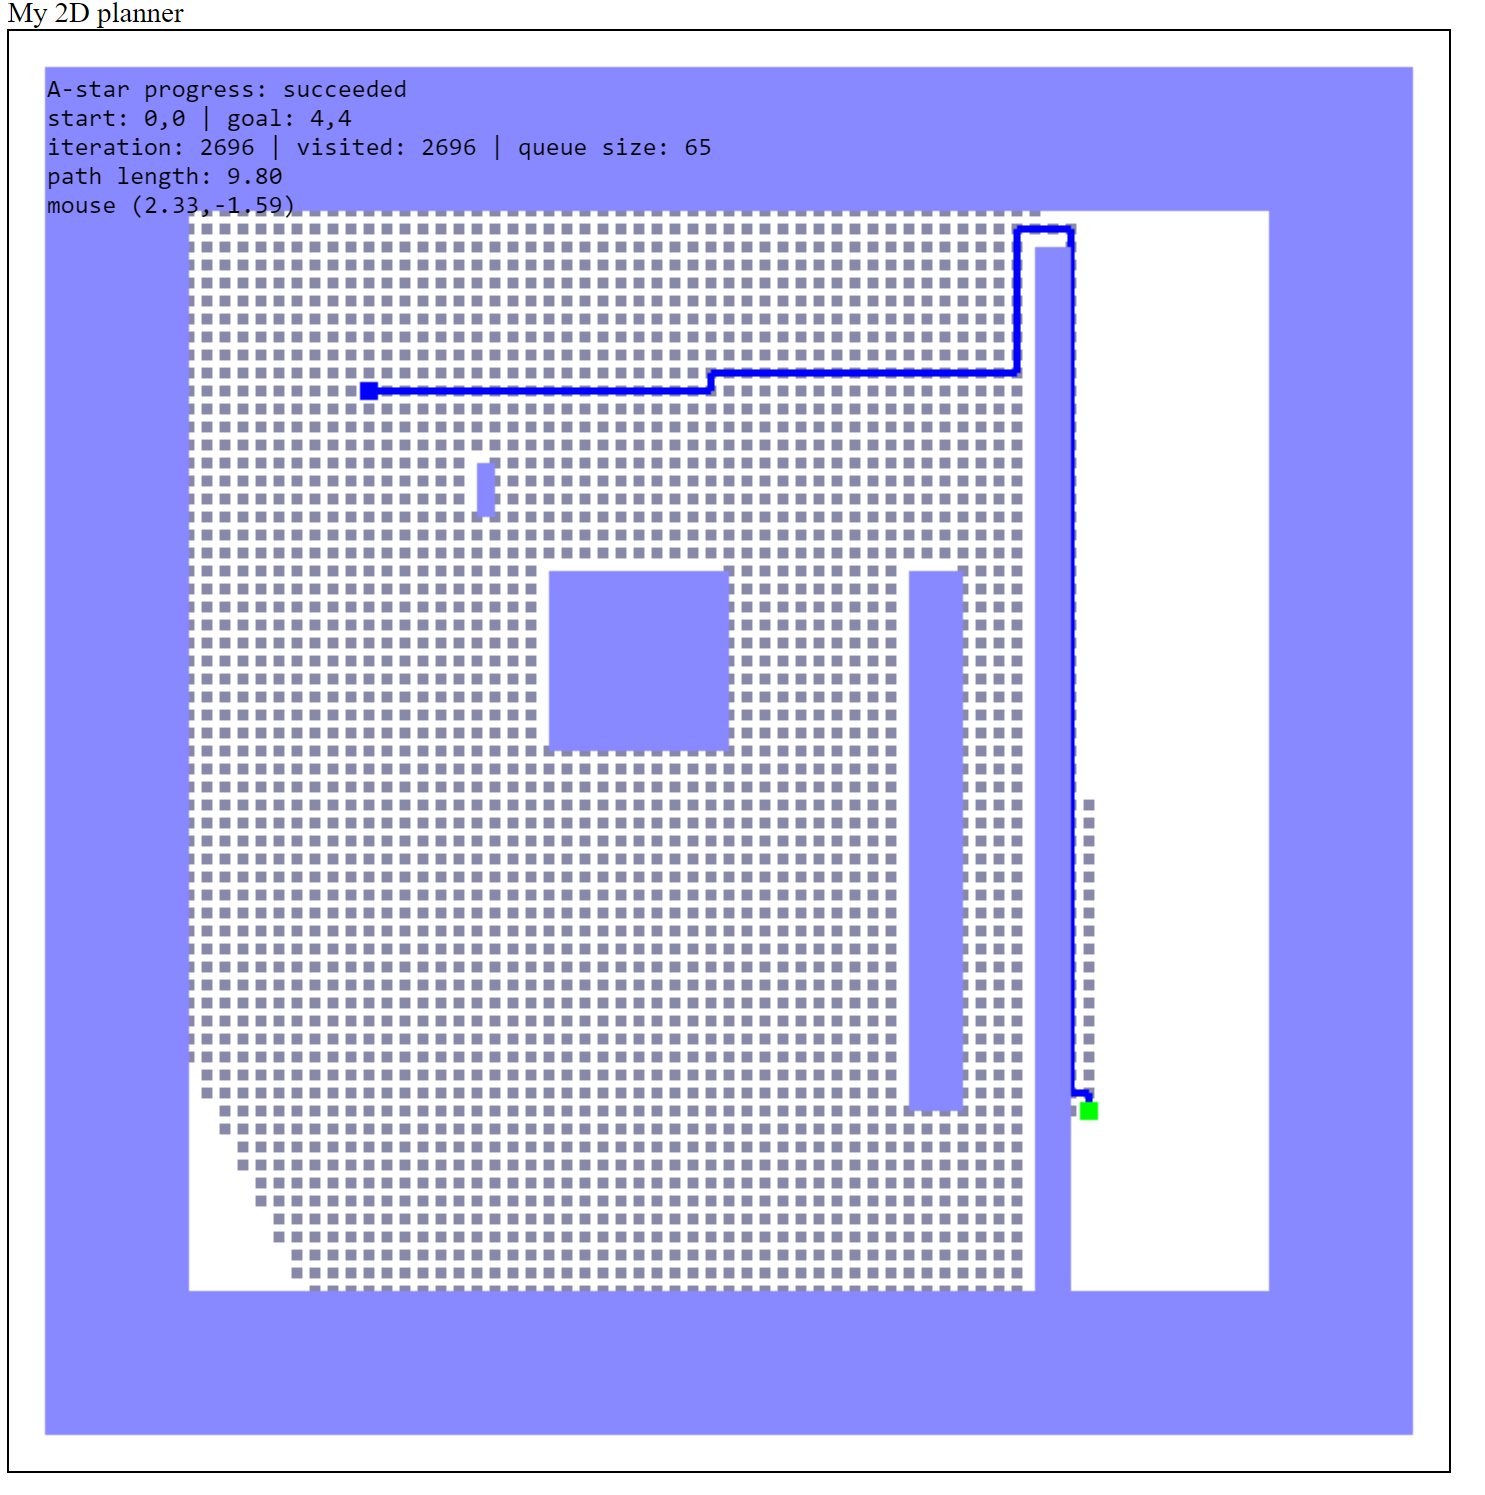 My 2D planner
A-star progress: succeeded
start: 0,0 | goal: 4,4
iteration: 2696 | visited: 2696 | queue size: 65
path length: 9.80
mouse (2.33,-1.59)